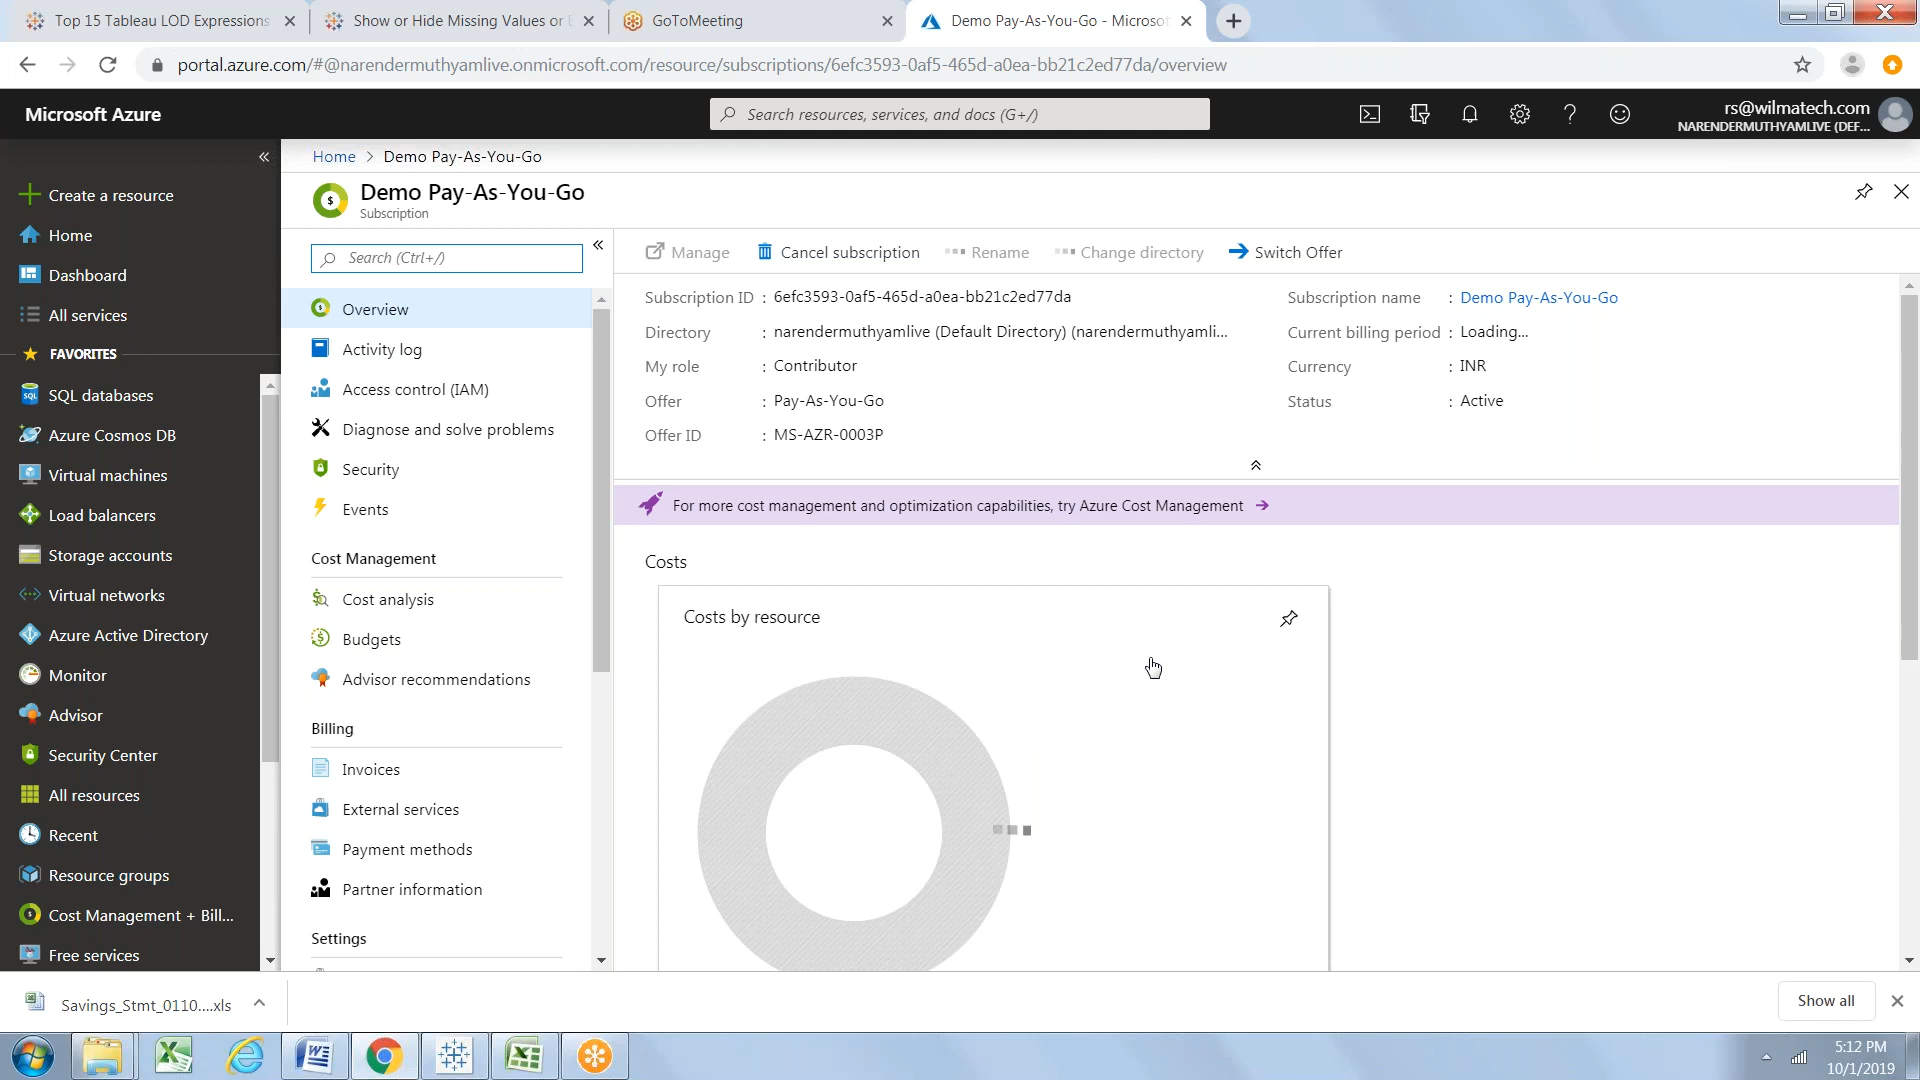 Top 15 Tableau LOD Expressions
Show or Hide Missing Values or E
GoToMeeting
Demo Pay-As-You-Go - Microsof
portal.azure.com/#@narendermuthyamlive.onmicrosoft.com/resource/subscriptions/6efc3593-0af5-465d-a0ea-bb21c2ed77da/overview
Microsoft Azure
Search resources, services, and docs (G+/)
rs@wilmatech.com
NARENDERMUTHYAMLIVE (DEF...
Create a resource
Home
Dashboard
All services
FAVORITES
SQL databases
Azure Cosmos DB
Virtual machines
Load balancers
Storage accounts
Virtual networks
Azure Active Directory
Monitor
Advisor
Security Center
All resources
Recent
Resource groups
Cost Management + Bill...
Free services
Home > Demo Pay-As-You-Go
Demo Pay-As-You-Go
Subscription
Search (Ctrl+/)
Overview
Activity log
Access control (IAM)
Diagnose and solve problems
Security
Events
Cost Management
Cost analysis
Budgets
Advisor recommendations
Billing
Invoices
External services
Payment methods
Partner information
Settings
Manage
Cancel subscription
Rename
Change directory
Switch Offer
Subscription ID : 6efc3593-0af5-465d-a0ea-bb21c2ed77da
Directory : narendermuthyamlive (Default Directory) (narendermuthyamli...
My role : Contributor
Offer : Pay-As-You-Go
Offer ID : MS-AZR-0003P
Subscription name : Demo Pay-As-You-Go
Current billing period : Loading...
Currency : INR
Status : Active
For more cost management and optimization capabilities, try Azure Cost Management
Costs
Costs by resource
Savings_Stmt_0110....xls
Show all
5:12 PM
10/1/2019